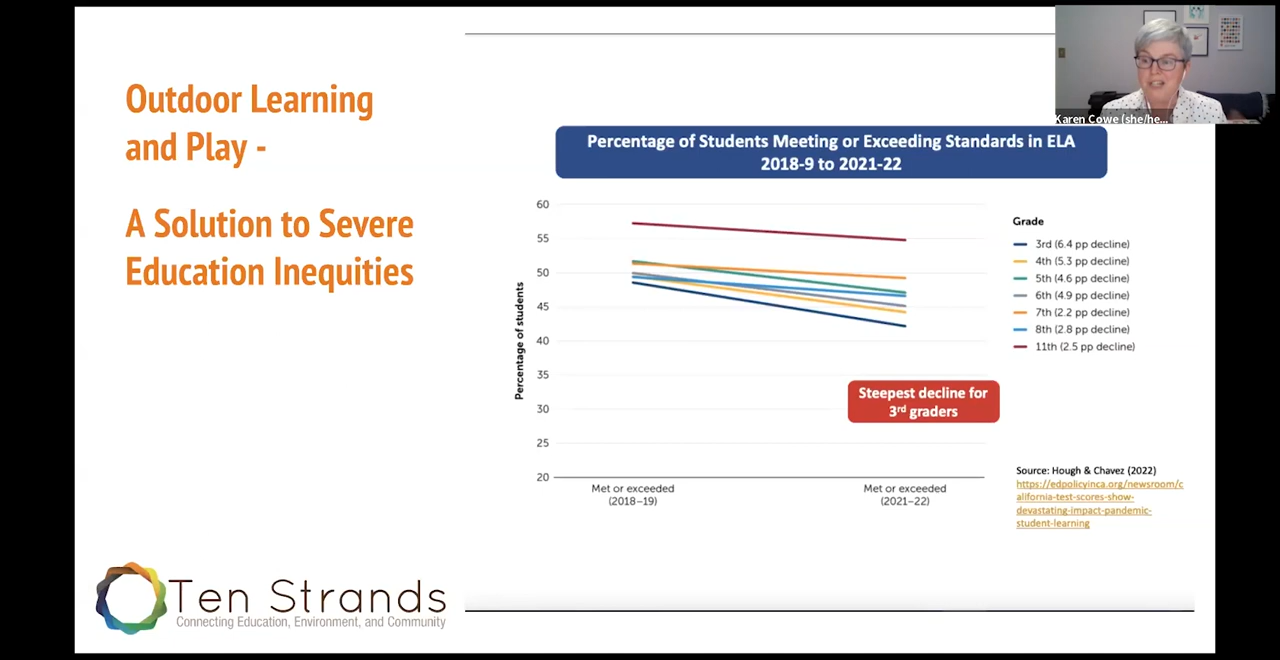 Outdoor Learning
and Play -
A Solution to Severe
Education Inequities
Karen Cowe (she/he...
Percentage of Students Meeting or Exceeding Standards in ELA
2018-9 to 2021-22
Percentage of students
60
55
50
45
40
35
30
25
20
Met or exceeded
(2018–19)
Met or exceeded
(2021–22)
Grade
3rd (6.4 pp decline)
4th (5.3 pp decline)
5th (4.6 pp decline)
6th (4.9 pp decline)
7th (2.2 pp decline)
8th (2.8 pp decline)
11th (2.5 pp decline)
Steepest decline for
3rd graders
Source: Hough & Chavez (2022)
https://edpolicyinca.org/newsroom/c
alifornia-test-scores-show-
devastating-impact-pandemic-
student-learning
Ten Strands
Connecting Education, Environment, and Community